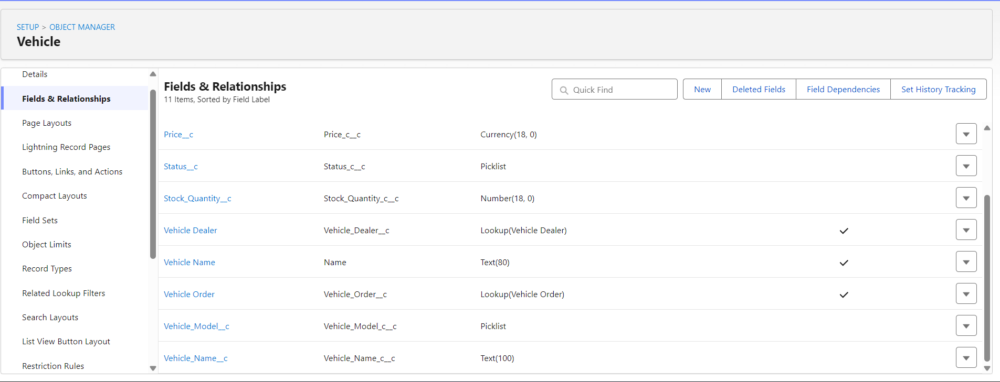 SETUP > OBJECT MANAGER
Vehicle
Details
Fields & Relationships
Page Layouts
Lightning Record Pages
Buttons, Links, and Actions
Compact Layouts
Field Sets
Object Limits
Record Types
Related Lookup Filters
Search Layouts
List View Button Layout
Restriction Rules
Fields & Relationships
11 Items, Sorted by Field Label
Quick Find
New
Deleted Fields
Field Dependencies
Set History Tracking
Price__c Price_c__c Currency(18, 0)
Status__c Status_c__c Picklist
Stock_Quantity__c Stock_Quantity_c__c Number(18, 0)
Vehicle Dealer Vehicle_Dealer__c Lookup(Vehicle Dealer)
Vehicle Name Name Text(80)
Vehicle Order Vehicle_Order__c Lookup(Vehicle Order)
Vehicle_Model__c Vehicle_Model_c__c Picklist
Vehicle_Name__c Vehicle_Name_c__c Text(100)